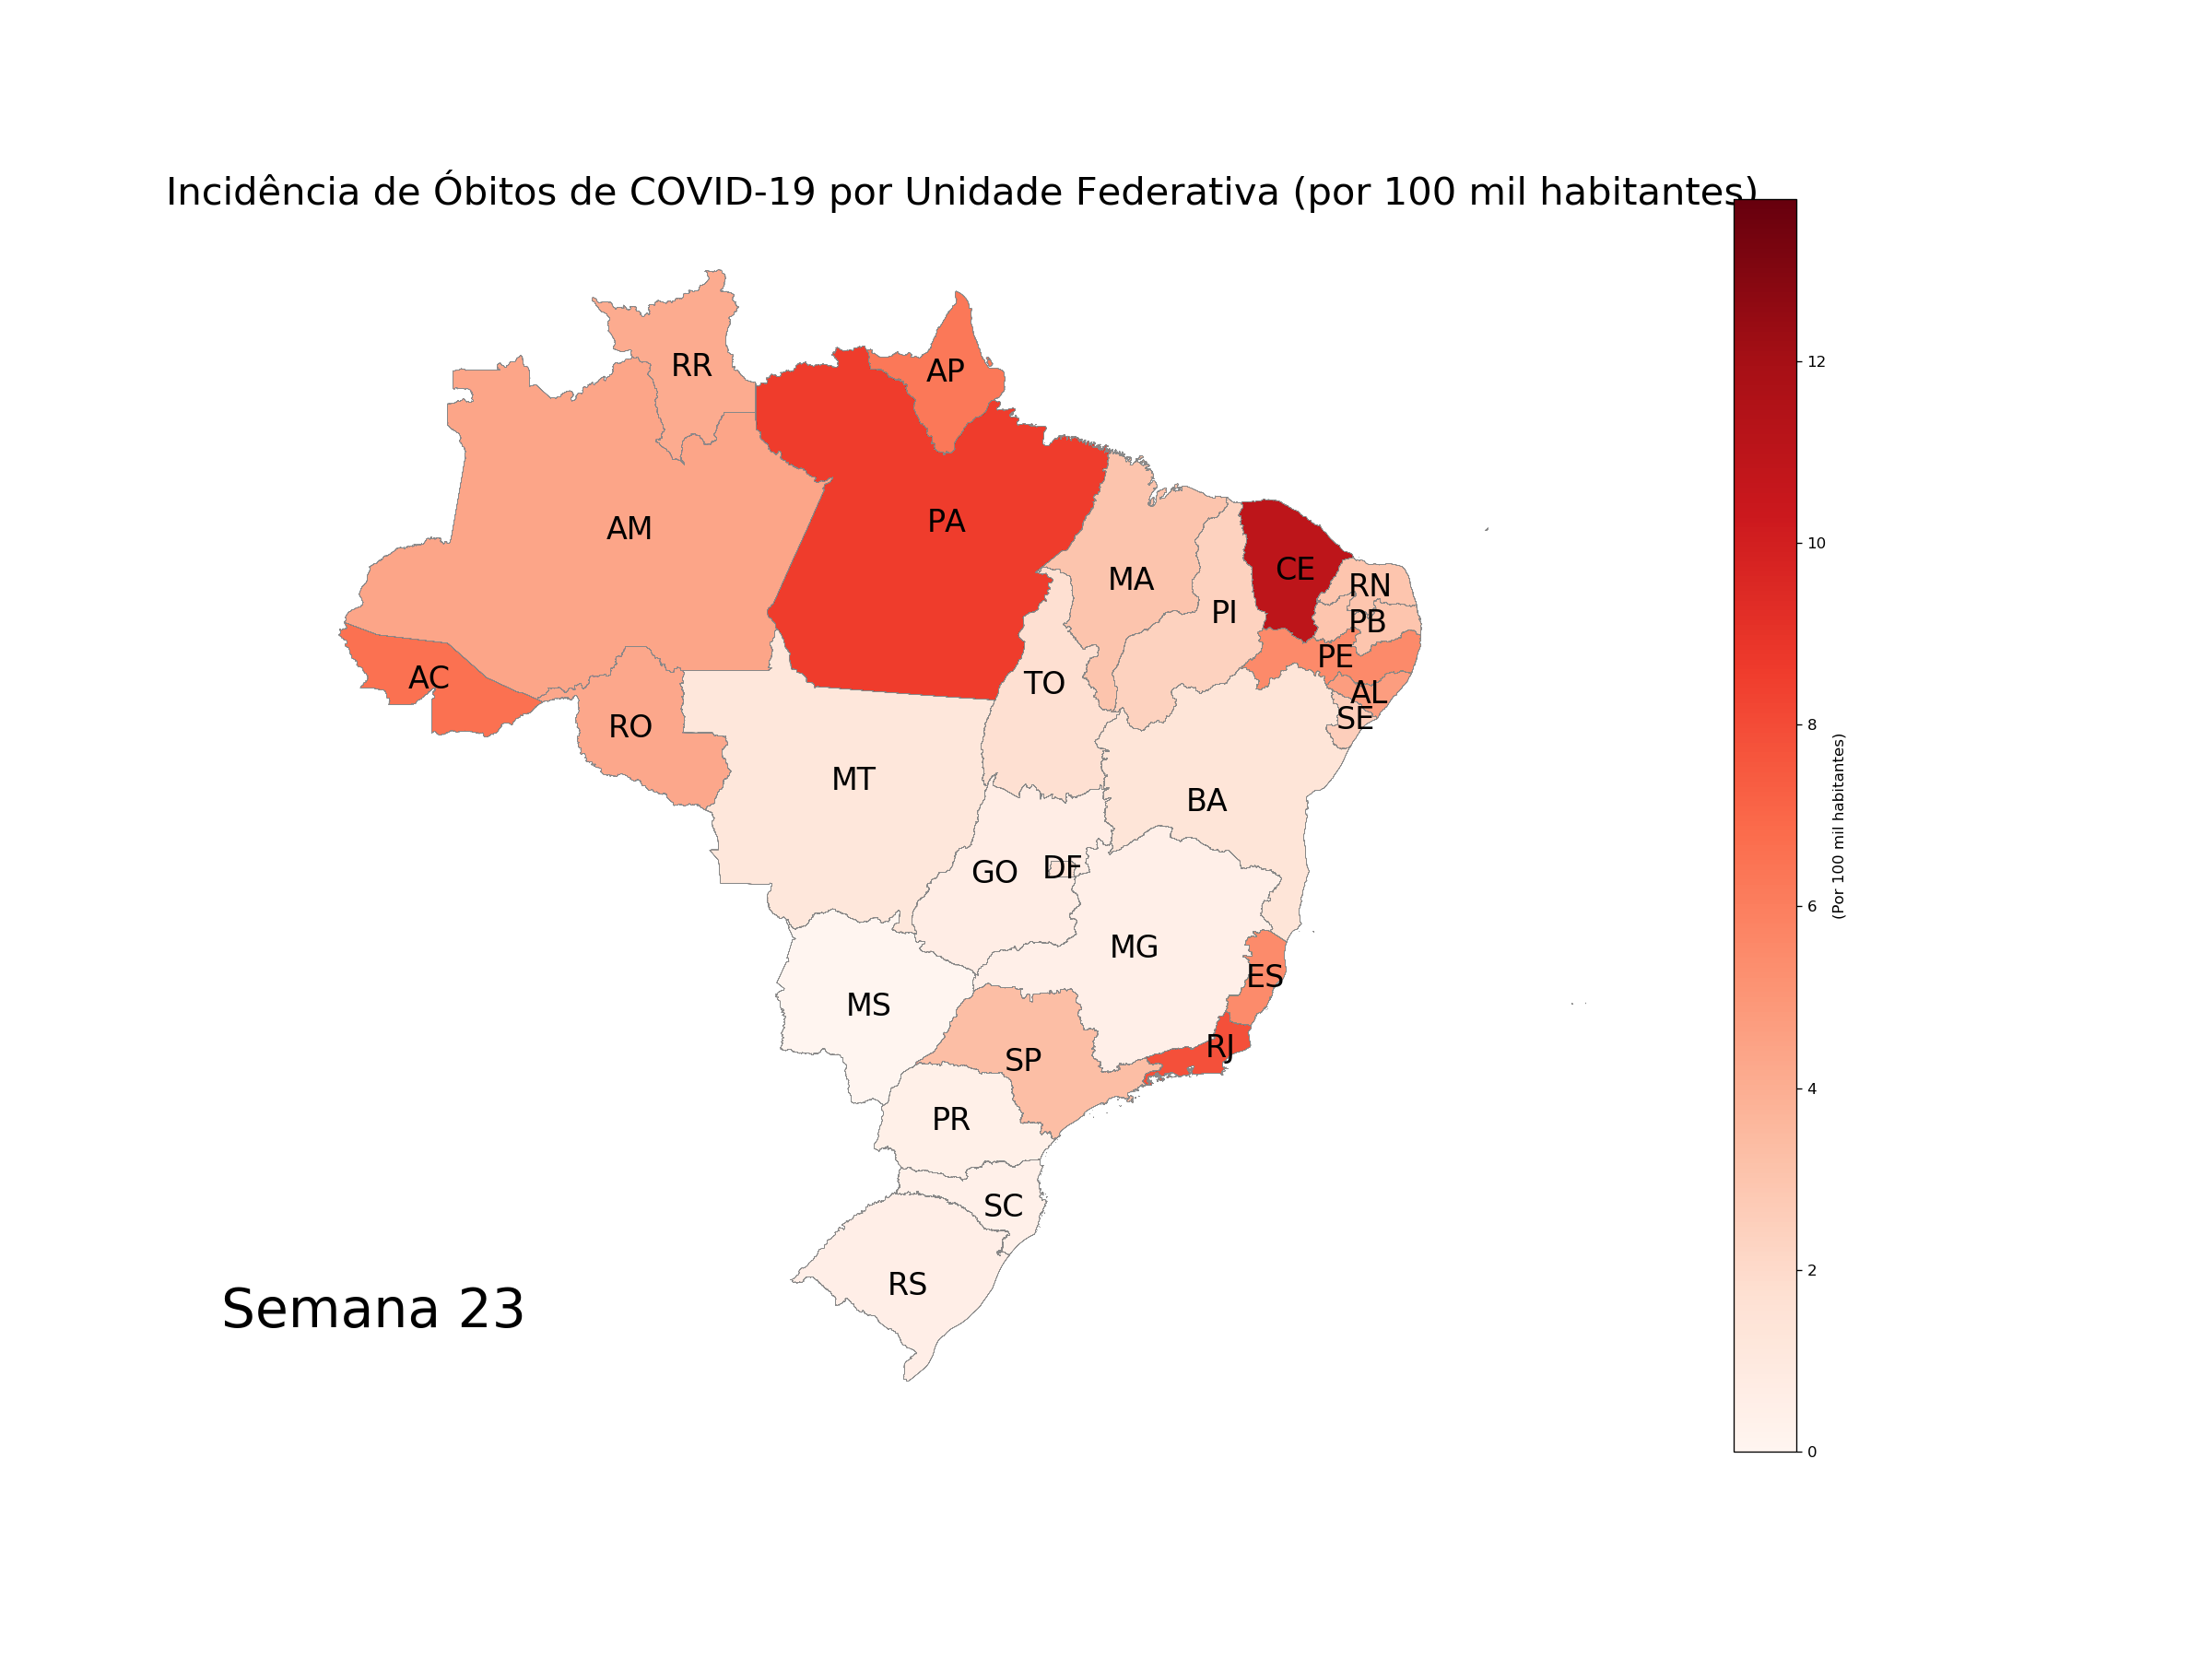 Incidência de Óbitos de COVID-19 por Unidade Federativa (por 100 mil habitantes)
RR
AP
12
AM
PA
10
CE
MA
RN
PI
PB
PE
AC
TO
AL
SE
RO
8
MT
BA
(Por 100 mil habitantes)
GO
DF
6
MG
ES
MS
RJ
SP
4
PR
SC
2
RS
Semana 23
0